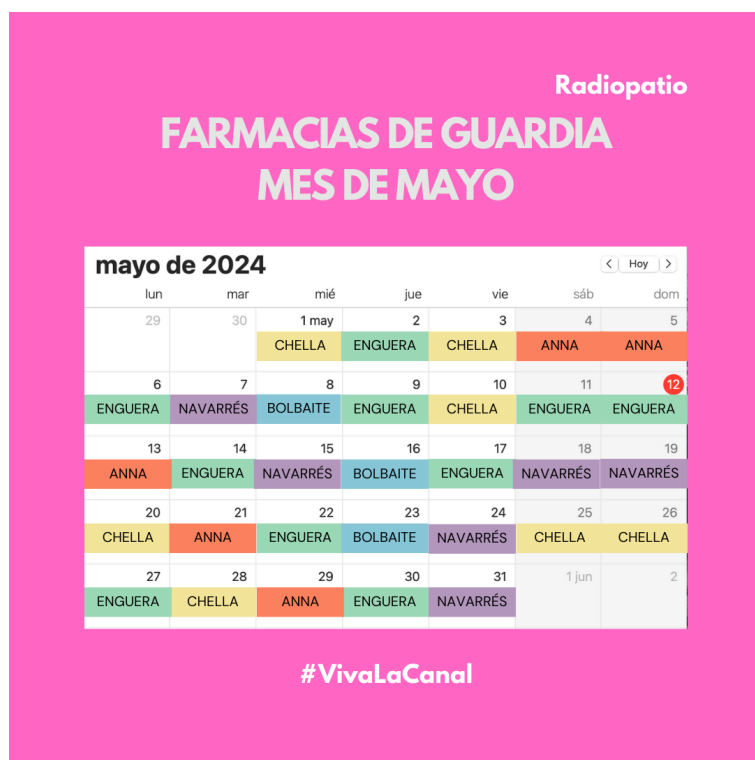 Radiopatio
FARMACIAS DE GUARDIA
MES DE MAYO
mayo de 2024
< Hoy >
lun mar mié jue vie sáb dom
29 30 1 may 2 3 4 5
CHELLA ENGUERA CHELLA ANNA ANNA
6 7 8 9 10 11 12
ENGUERA NAVARRÉS BOLBAITE ENGUERA CHELLA ENGUERA ENGUERA
13 14 15 16 17 18 19
ANNA ENGUERA NAVARRÉS BOLBAITE ENGUERA NAVARRÉS NAVARRÉS
20 21 22 23 24 25 26
CHELLA ANNA ENGUERA BOLBAITE NAVARRÉS CHELLA CHELLA
27 28 29 30 31 1 jun 2
ENGUERA CHELLA ANNA ENGUERA NAVARRÉS
#VivaLaCanal